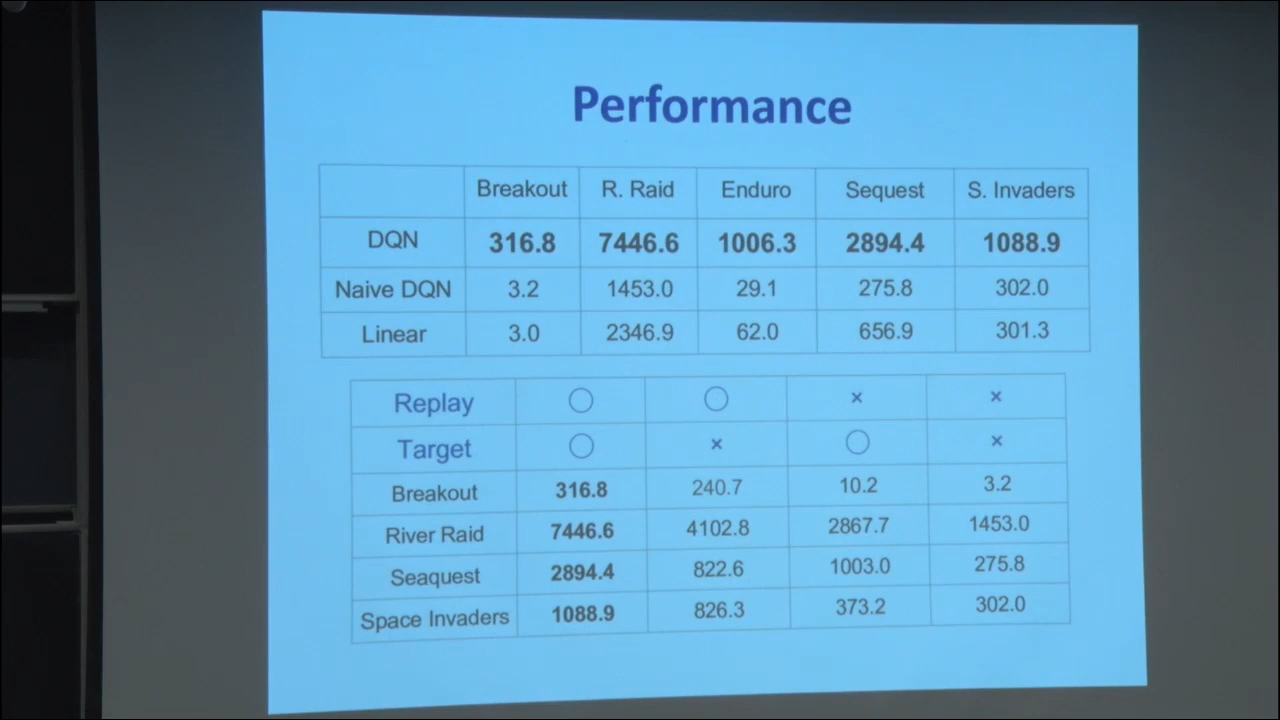 Performance
Breakout R. Raid Enduro Sequest S. Invaders
DQN 316.8 7446.6 1006.3 2894.4 1088.9
Naive DQN 3.2 1453.0 29.1 275.8 302.0
Linear 3.0 2346.9 62.0 656.9 301.3
Replay ○ ○ × ×
Target ○ × ○ ×
Breakout 316.8 240.7 10.2 3.2
River Raid 7446.6 4102.8 2867.7 1453.0
Seaquest 2894.4 822.6 1003.0 275.8
Space Invaders 1088.9 826.3 373.2 302.0